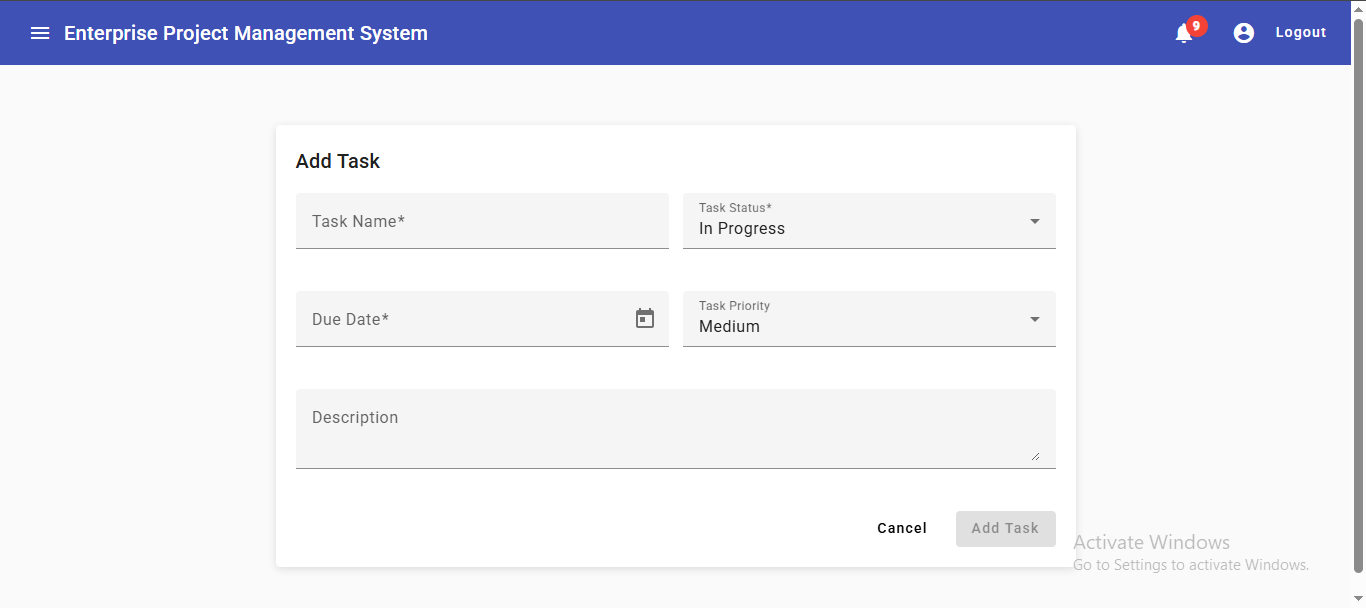 Enterprise Project Management System
9
Logout
Add Task
Task Name*
Task Status*
In Progress
Due Date*
Task Priority
Medium
Description
Cancel
Add Task
Activate Windows
Go to Settings to activate Windows.